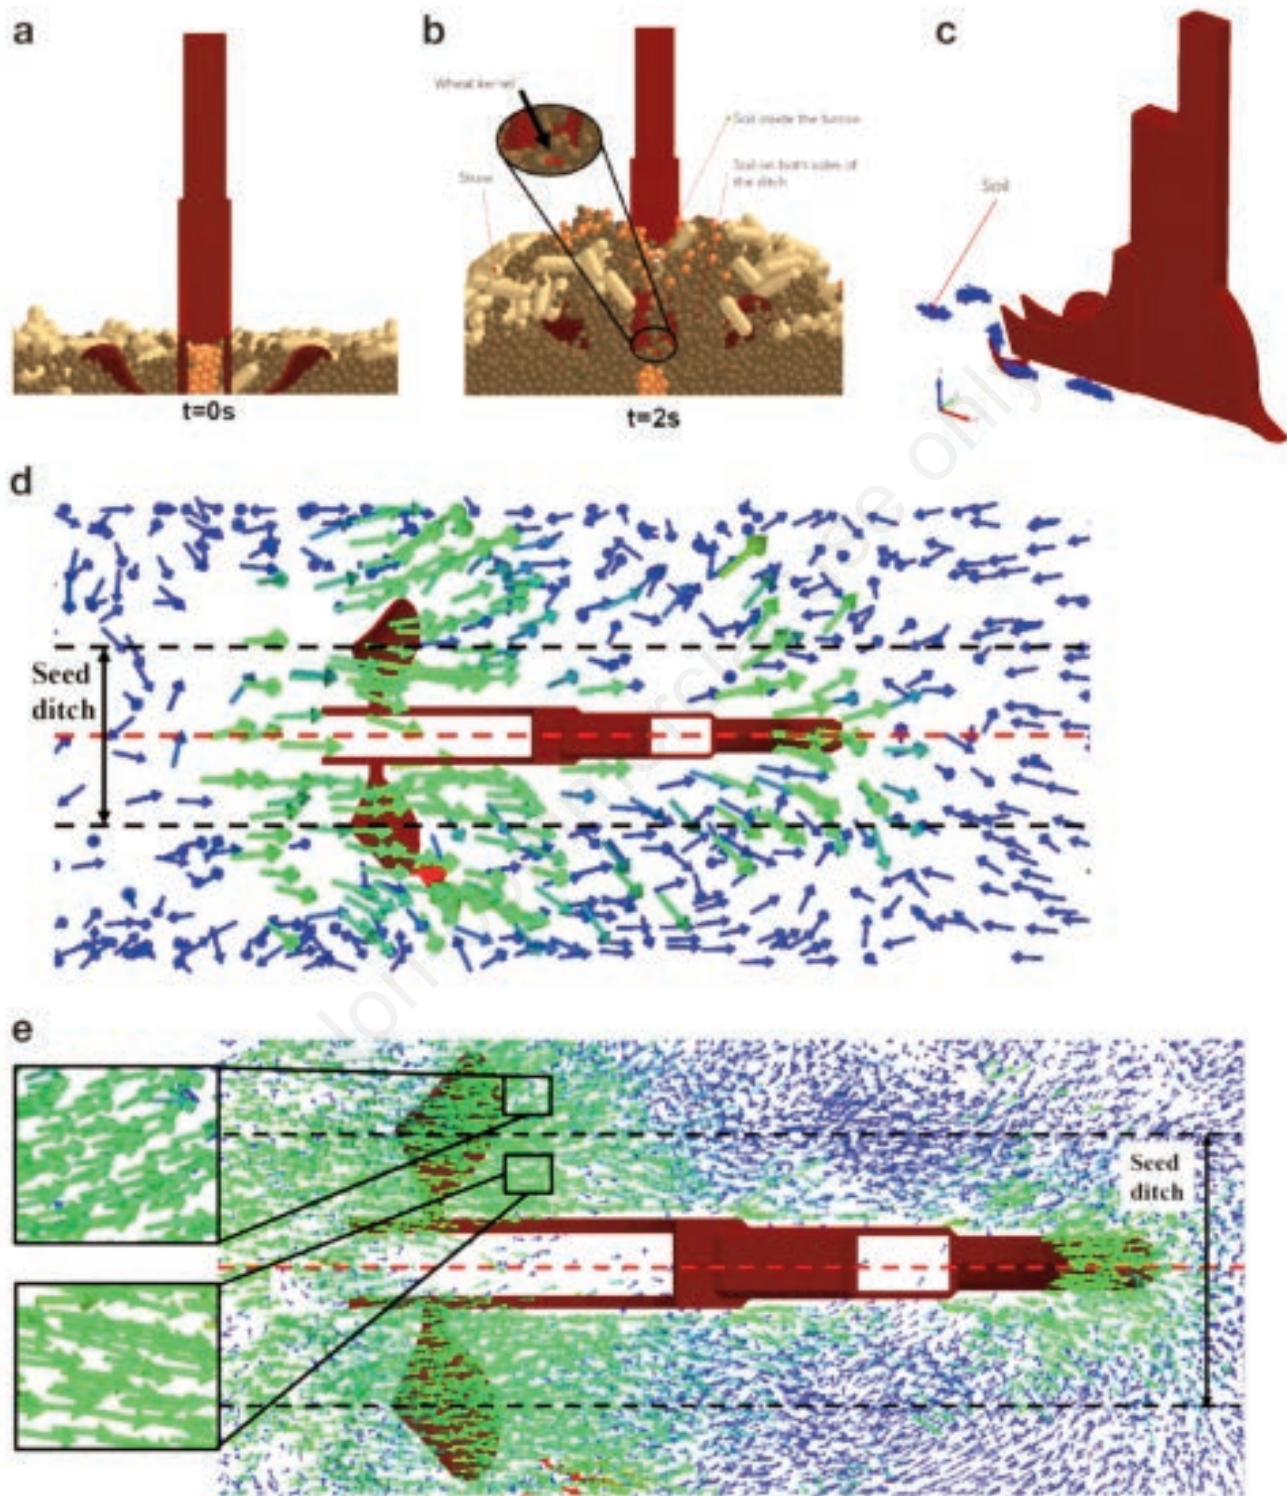 a
b
c
Wheat kernel
Soil inside the furrow
Straw
Soil on both sides of
the ditch
Soil
t=0s
t=2s
d
Seed
ditch
e
Seed
ditch